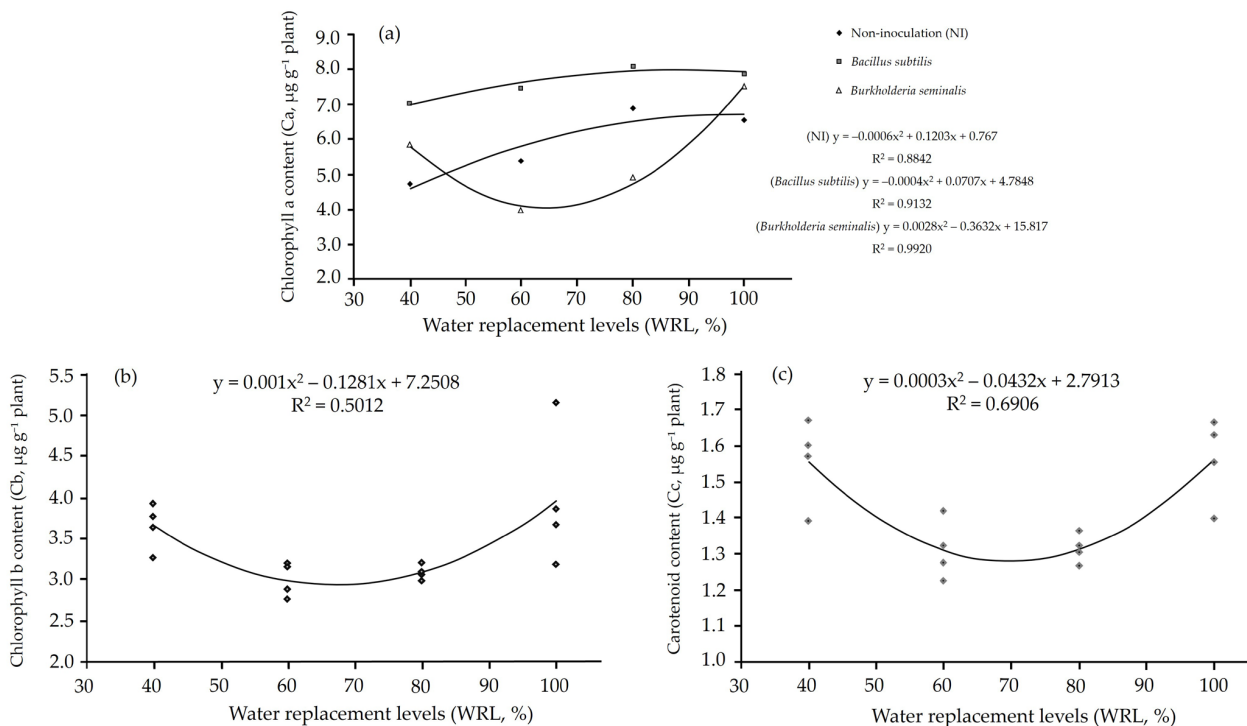 (a)
Chlorophyll a content (Ca, µg g⁻¹ plant)
9.0
8.0
7.0
6.0
5.0
4.0
3.0
2.0
30 40 50 60 70 80 90 100
Water replacement levels (WRL, %)
Non-inoculation (NI)
Bacillus subtilis
Burkholderia seminalis
(NI) y = –0.0006x² + 0.1203x + 0.767
R² = 0.8842
(Bacillus subtilis) y = –0.0004x² + 0.0707x + 4.7848
R² = 0.9132
(Burkholderia seminalis) y = 0.0028x² – 0.3632x + 15.817
R² = 0.9920
(b)
y = 0.001x² – 0.1281x + 7.2508
R² = 0.5012
Chlorophyll b content (Cb, µg g⁻¹ plant)
5.5
5.0
4.5
4.0
3.5
3.0
2.5
2.0
30 40 50 60 70 80 90 100
Water replacement levels (WRL, %)
(c)
y = 0.0003x² – 0.0432x + 2.7913
R² = 0.6906
Carotenoid content (Cc, µg g⁻¹ plant)
1.8
1.7
1.6
1.5
1.4
1.3
1.2
1.1
1.0
30 40 50 60 70 80 90 100
Water replacement levels (WRL, %)